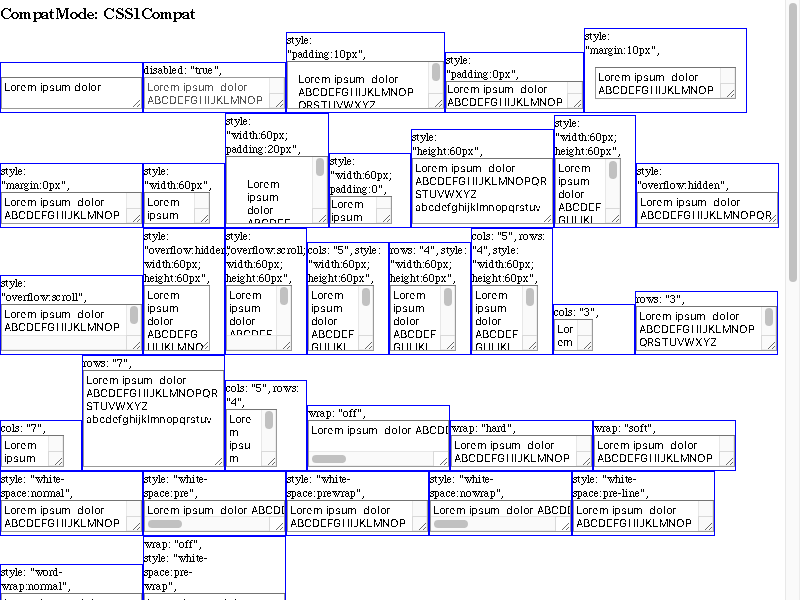 CompatMode: CSS1Compat
Lorem ipsum dolor
disabled: "true",
Lorem ipsum dolor
ABCDEFGHIJKLMNOP
style:
"padding:10px",
Lorem ipsum dolor
ABCDEFGHIJKLMNOP
QRSTUVWXYZ
style:
"padding:0px",
Lorem ipsum dolor
ABCDEFGHIJKLMNOP
style:
"margin:10px",
Lorem ipsum dolor
ABCDEFGHIJKLMNOP
style:
"margin:0px",
Lorem ipsum dolor
ABCDEFGHIJKLMNOP
style:
"width:60px",
Lorem
ipsum
style:
"width:60px;
padding:20px",
Lorem
ipsum
dolor
ABCDEF
style:
"width:60px;
padding:0",
Lorem
ipsum
style:
"height:60px",
Lorem ipsum dolor
ABCDEFGHIJKLMNOPQR
STUVWXYZ
abcdefghijklmnopqrstuv
style:
"width:60px;
height:60px",
Lorem
ipsum
dolor
ABCDEF
GHIJKL
style:
"overflow:hidden",
Lorem ipsum dolor
ABCDEFGHIJKLMNOPQR
style:
"overflow:scroll",
Lorem ipsum dolor
ABCDEFGHIJKLMNOP
style:
"overflow:hidden;
width:60px;
height:60px",
Lorem
ipsum
dolor
ABCDEFG
HIJKLMNO
style:
"overflow:scroll;
width:60px;
height:60px",
Lorem
ipsum
dolor
ABCDEF
cols: "5", style:
"width:60px;
height:60px",
Lorem
ipsum
dolor
ABCDEF
GHIJKL
rows: "4", style:
"width:60px;
height:60px",
Lorem
ipsum
dolor
ABCDEF
GHIJKL
cols: "5", rows:
"4", style:
"width:60px;
height:60px",
Lorem
ipsum
dolor
ABCDEF
GHIJKL
cols: "3",
Lor
em
rows: "3",
Lorem ipsum dolor
ABCDEFGHIJKLMNOP
QRSTUVWXYZ
cols: "7",
Lorem
ipsum
rows: "7",
Lorem ipsum dolor
ABCDEFGHIJKLMNOPQR
STUVWXYZ
abcdefghijklmnopqrstuv
cols: "5", rows:
"4",
Lore
m
ipsu
m
wrap: "off",
Lorem ipsum dolor ABCD
wrap: "hard",
Lorem ipsum dolor
ABCDEFGHIJKLMNOP
wrap: "soft",
Lorem ipsum dolor
ABCDEFGHIJKLMNOP
style: "white-
space:normal",
Lorem ipsum dolor
ABCDEFGHIJKLMNOP
style: "white-
space:pre",
Lorem ipsum dolor ABCD
style: "white-
space:prewrap",
Lorem ipsum dolor
ABCDEFGHIJKLMNOP
style: "white-
space:nowrap",
Lorem ipsum dolor ABCD
style: "white-
space:pre-line",
Lorem ipsum dolor
ABCDEFGHIJKLMNOP
style: "word-
wrap:normal",
wrap: "off",
style: "white-
space:pre-
wrap",